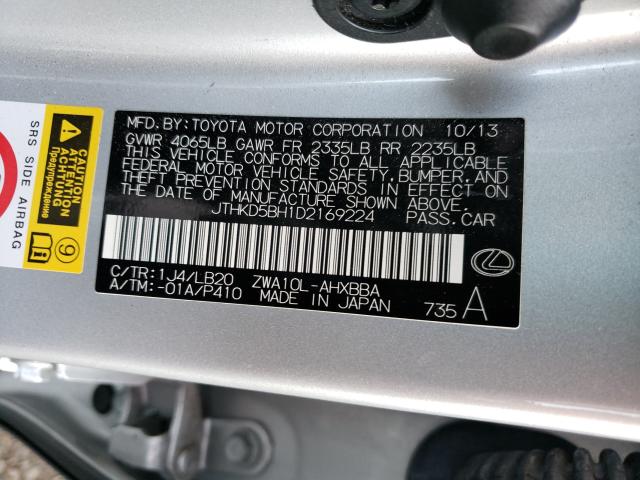 MFD.BY:TOYOTA MOTOR CORPORATION 10/13
GVWR 4065LB GAWR FR 2335LB RR 2235LB
THIS VEHICLE CONFORMS TO ALL APPLICABLE
FEDERAL MOTOR VEHICLE SAFETY,BUMPER,AND
THEFT PREVENTION STANDARDS IN EFFECT ON
THE DATE OF MANUFACTURE SHOWN ABOVE.
JTHKD5BH1D2169224 PASS.CAR
C/TR:1J4/LB20 ZWA10L-AHXBBA
A/TM:-01A/P410 MADE IN JAPAN 735 A
SRS SIDE AIRBAG
CAUTION
ATTENTION
ACHTUNG
Предупреждение
9